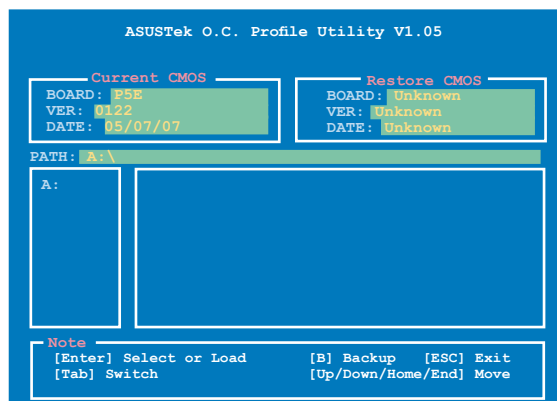 ASUSTek O.C. Profile Utility V1.05
Current CMOS
BOARD: P5E
VER: 0122
DATE: 05/07/07
Restore CMOS
BOARD: Unknown
VER: Unknown
DATE: Unknown
PATH: A:\
A:
Note
[Enter] Select or Load [B] Backup [ESC] Exit
[Tab] Switch [Up/Down/Home/End] Move